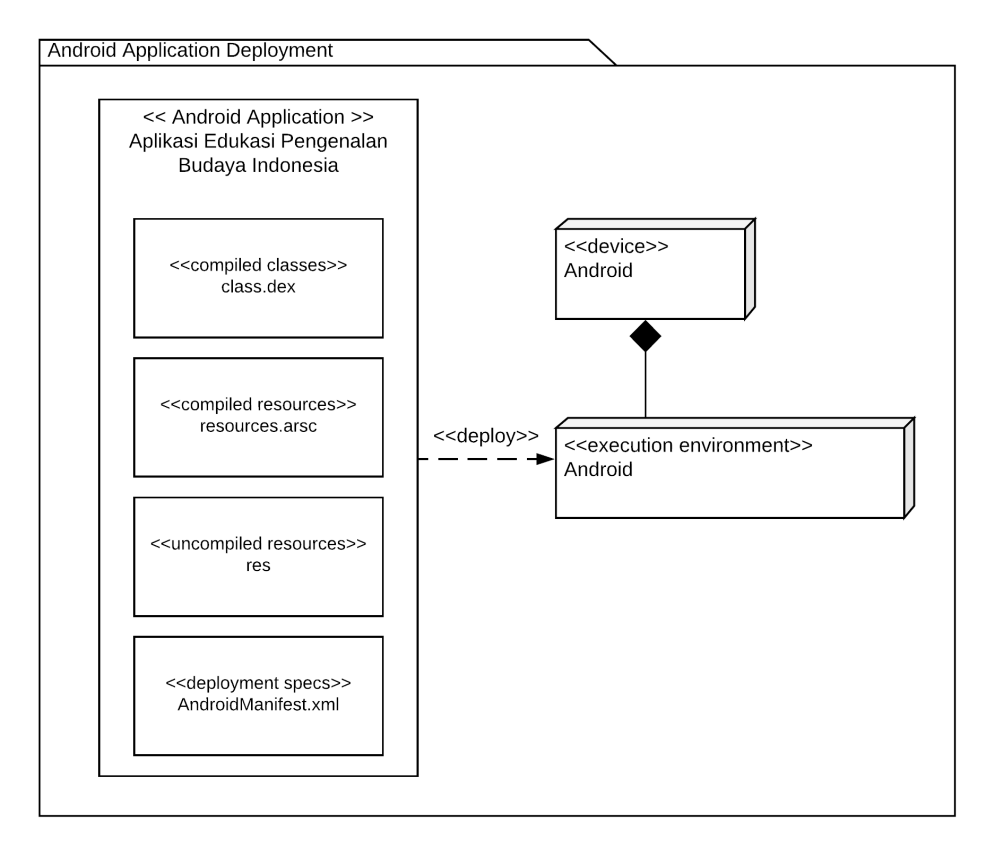 Android Application Deployment
<< Android Application >>
Aplikasi Edukasi Pengenalan
Budaya Indonesia
<<compiled classes>>
class.dex
<<compiled resources>>
resources.arsc
<<uncompiled resources>>
res
<<deployment specs>>
AndroidManifest.xml
<<deploy>>
<<device>>
Android
<<execution environment>>
Android